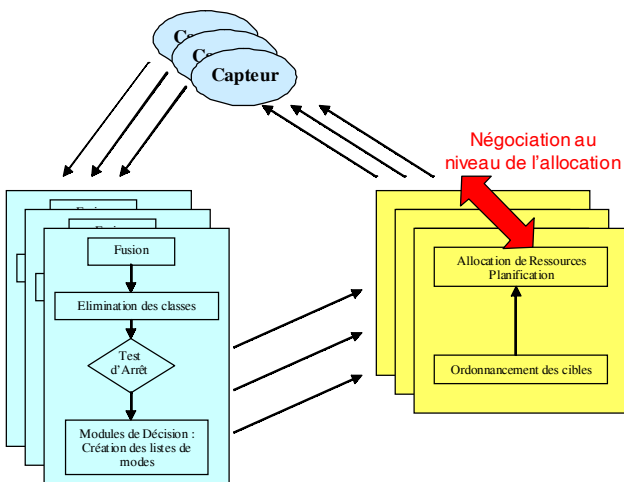 Capteur
Négociation au
niveau de l'allocation
Fusion
Elimination des classes
Test
d'Arrêt
Modules de Décision :
Création des listes de
modes
Allocation de Ressources
Planification
Ordonnancement des cibles